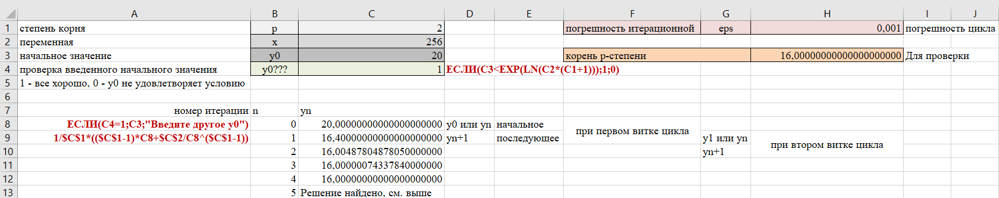 A B C D E F G H I J
1 степень корня p 2 погрешность итерационной eps 0,001 погрешность цикла
2 переменная x 256
3 начальное значение y0 20 корень p-степени 16,00000000000000000000 Для проверки
4 проверка введенного начального значения y0??? 1 ЕСЛИ(C3<EXP(LN(C2*(C1+1)));1;0)
5 1 - все хорошо, 0 - y0 не удовлетворяет условию
6
7 номер итерации n yn
8 ЕСЛИ(C4=1;C3;"Введите другое y0") 0 20,00000000000000000000 y0 или yn начальное
при первом витке цикла
9 1/$C$1*(($C$1-1)*C8+$C$2/C8^($C$1-1)) 1 16,40000000000000000000 yn+1 последующее y1 или yn
при втором витке цикла
10 2 16,00487804878050000000 yn+1
11 3 16,00000074337840000000
12 4 16,00000000000000000000
13 5 Решение найдено, см. выше